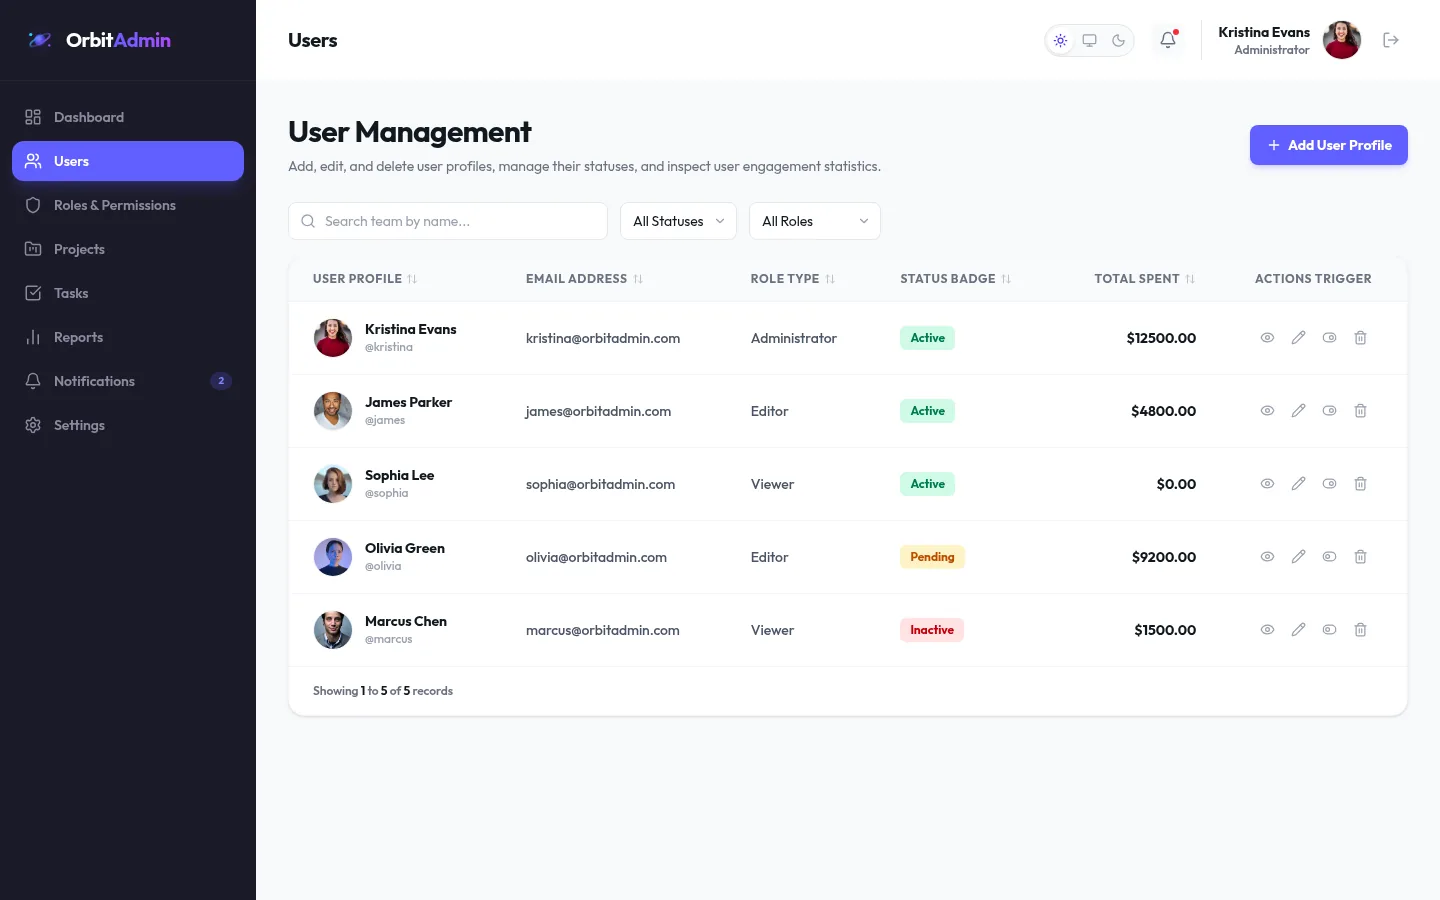 OrbitAdmin
Dashboard
Users
Roles & Permissions
Projects
Tasks
Reports
Notifications 2
Settings
Users
Kristina Evans
Administrator
User Management
Add, edit, and delete user profiles, manage their statuses, and inspect user engagement statistics.
Add User Profile
Search team by name...
All Statuses
All Roles
USER PROFILE EMAIL ADDRESS ROLE TYPE STATUS BADGE TOTAL SPENT ACTIONS TRIGGER
Kristina Evans
@kristina
kristina@orbitadmin.com Administrator Active $12500.00
James Parker
@james
james@orbitadmin.com Editor Active $4800.00
Sophia Lee
@sophia
sophia@orbitadmin.com Viewer Active $0.00
Olivia Green
@olivia
olivia@orbitadmin.com Editor Pending $9200.00
Marcus Chen
@marcus
marcus@orbitadmin.com Viewer Inactive $1500.00
Showing 1 to 5 of 5 records